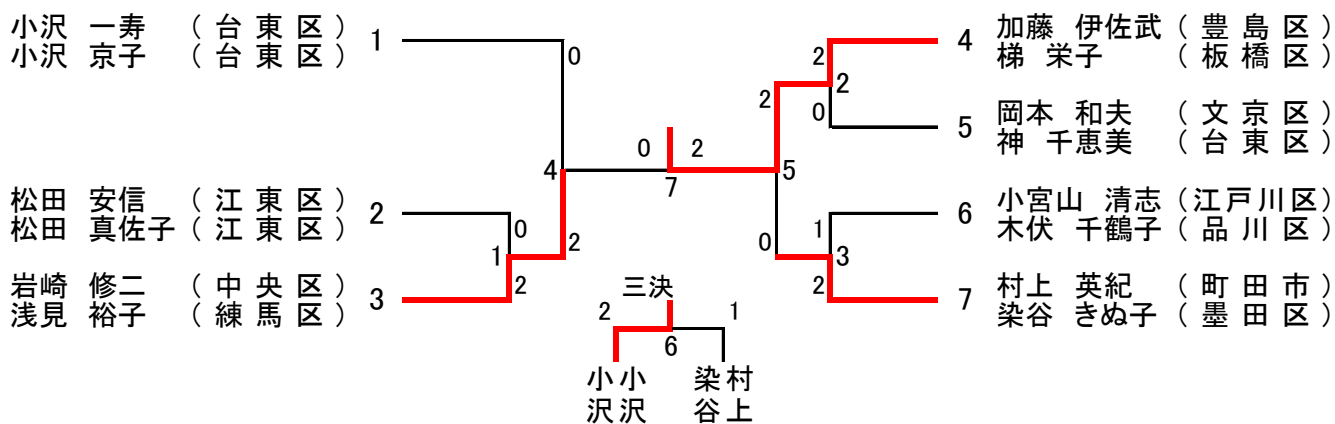 小沢 一寿 （ 台 東 区 ） 1
小沢 京子 （ 台 東 区 ）
0
松田 安信 （ 江 東 区 ） 2
松田 真佐子 （ 江 東 区 ）
0
1
2
岩崎 修二 （ 中 央 区 ） 3
浅見 裕子 （ 練 馬 区 ）
4
2
0 2
7
4 加藤 伊佐武 （ 豊 島 区 ）
梯 栄子 （ 板 橋 区 ）
2
2
0
5 岡本 和夫 （ 文 京 区 ）
神 千恵美 （ 台 東 区 ）
2
5
0
6 小宮山 清志 （江戸川区）
木伏 千鶴子 （ 品 川 区 ）
1
3
2
7 村上 英紀 （ 町 田 市 ）
染谷 きぬ子 （ 墨 田 区 ）
三決
2 1
6
小沢
小沢
染谷
村上